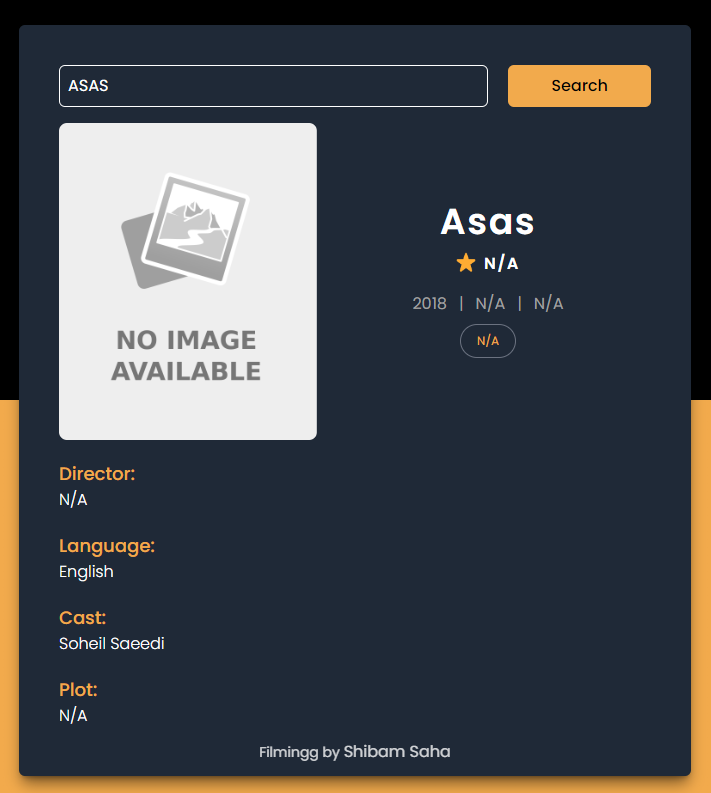 ASAS
Search
NO IMAGE
AVAILABLE
Asas
N/A
2018 | N/A | N/A
N/A
Director:
N/A
Language:
English
Cast:
Soheil Saeedi
Plot:
N/A
Filmingg by Shibam Saha